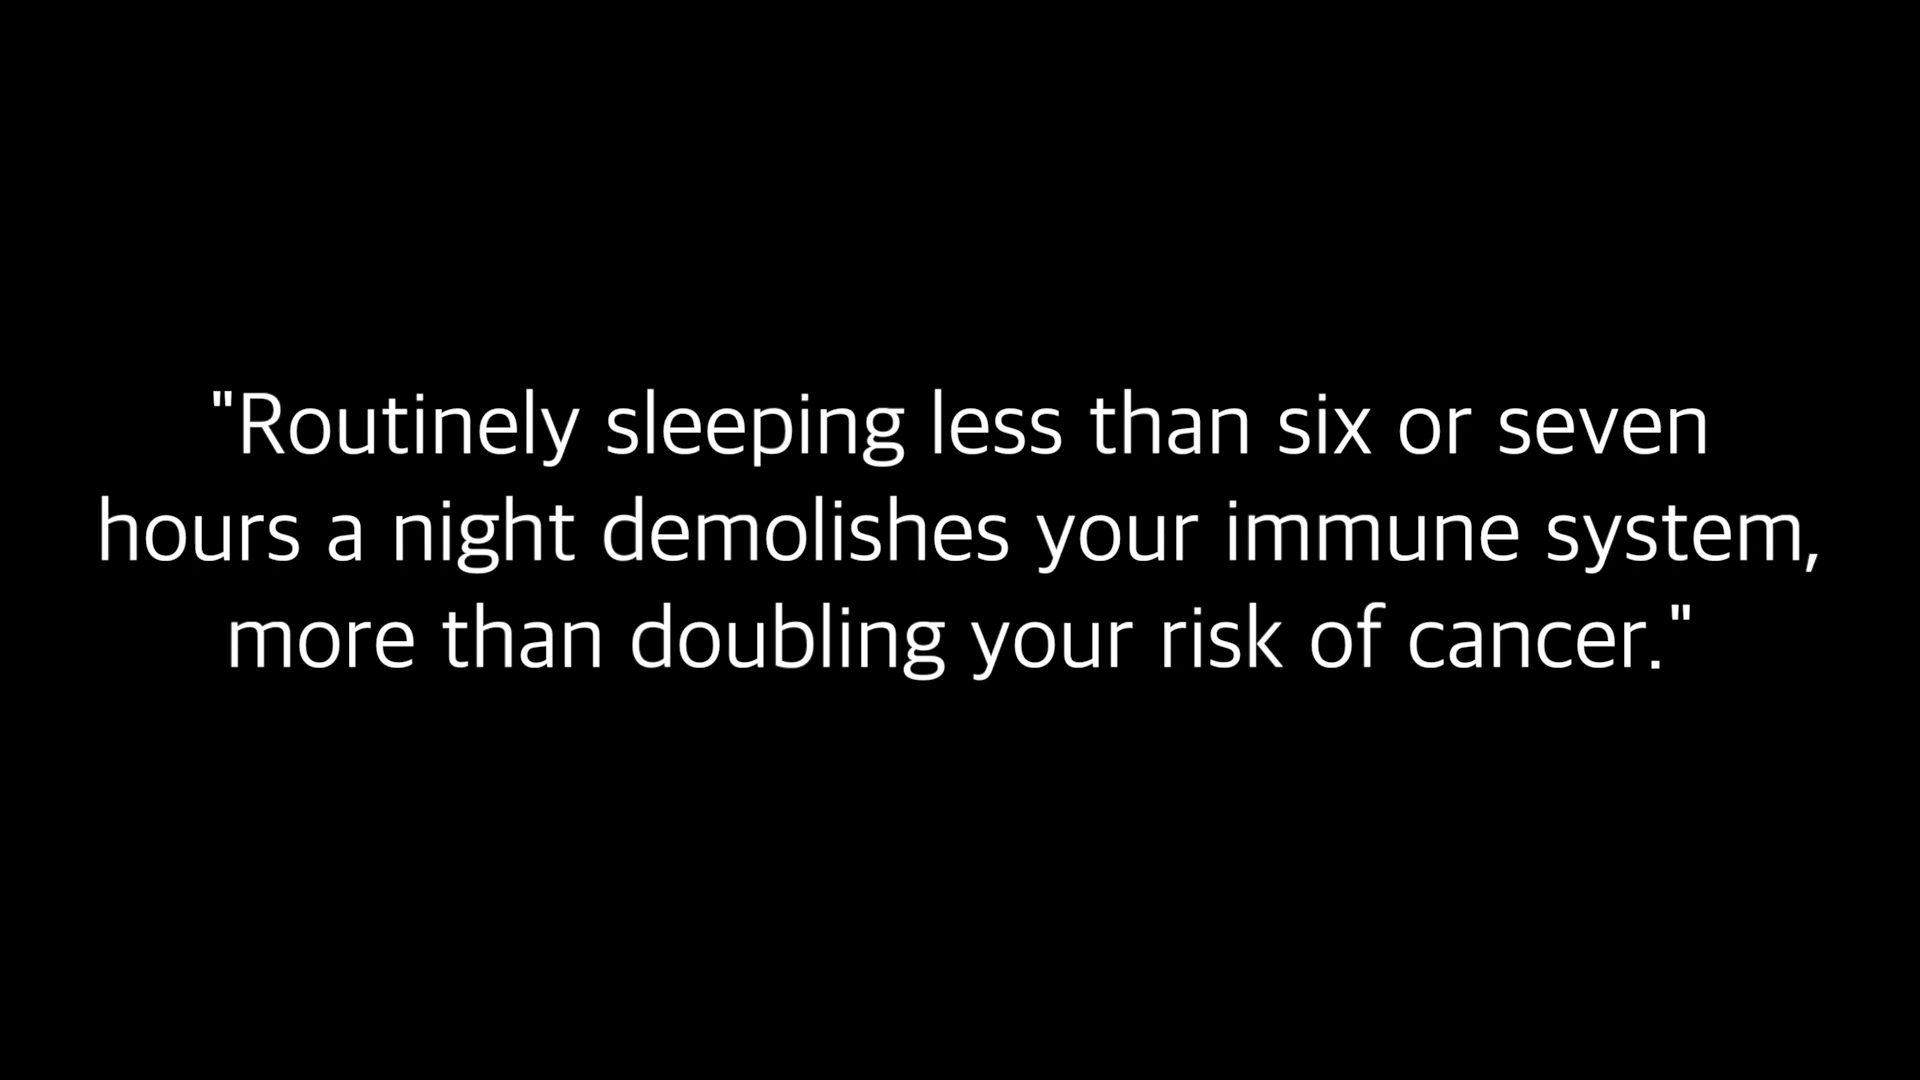 "Routinely sleeping less than six or seven
hours a night demolishes your immune system,
more than doubling your risk of cancer."